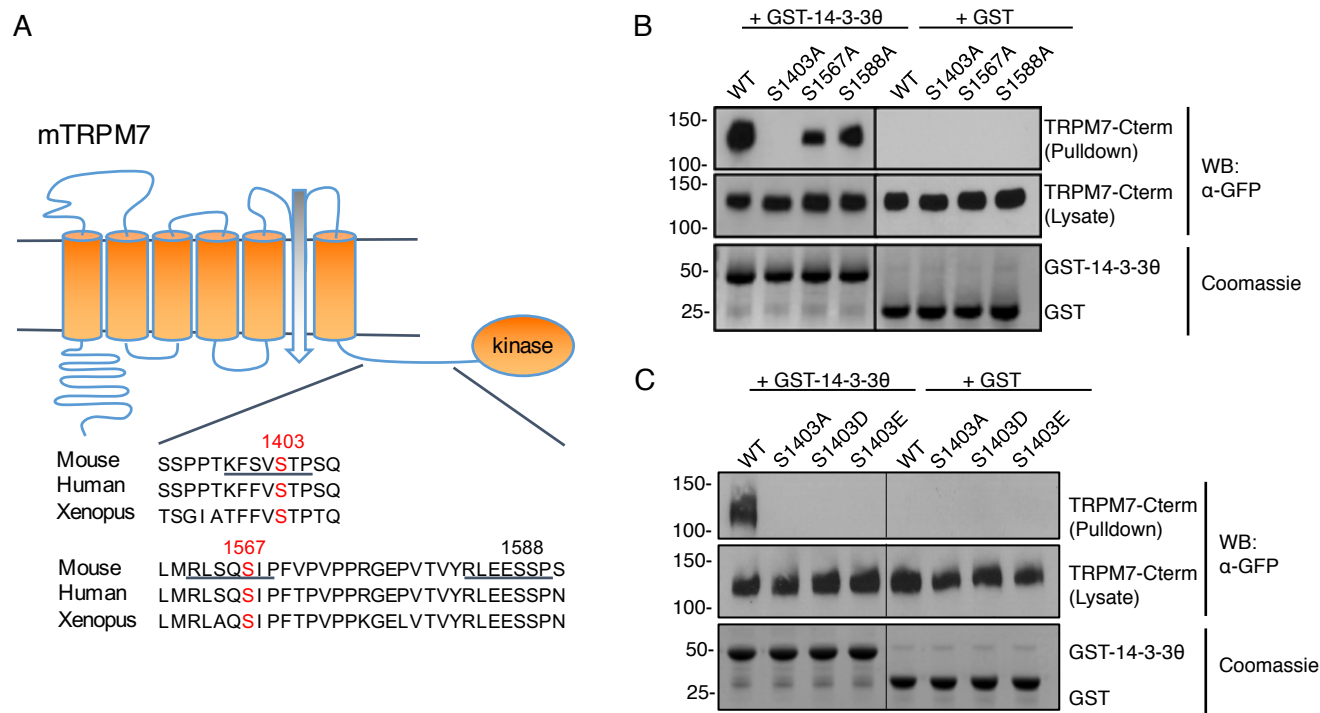 A
mTRPM7
kinase
1403
Mouse SSPPTKFSVSTPSQ
Human SSPPTKFFVSTPSQ
Xenopus TSGIATFFVSTPTQ
1567 1588
Mouse LMRLSQSIPFVPVPPRGEPVTVYRLEESSPS
Human LMRLSQSIPFTPVPPRGEPVTVYRLEESSPN
Xenopus LMRLAQSIPFTPVPPKGELVTVYRLEESSPN
B
+ GST-14-3-3θ + GST
WT S1403A S1567A S1588A WT S1403A S1567A S1588A
150-
100-
TRPM7-Cterm
(Pulldown)
150-
100-
TRPM7-Cterm
(Lysate)
WB:
α-GFP
50-
25-
GST-14-3-3θ
GST
Coomassie
C
+ GST-14-3-3θ + GST
WT S1403A S1403D S1403E WT S1403A S1403D S1403E
150-
100-
TRPM7-Cterm
(Pulldown)
150-
100-
TRPM7-Cterm
(Lysate)
WB:
α-GFP
50-
25-
GST-14-3-3θ
GST
Coomassie